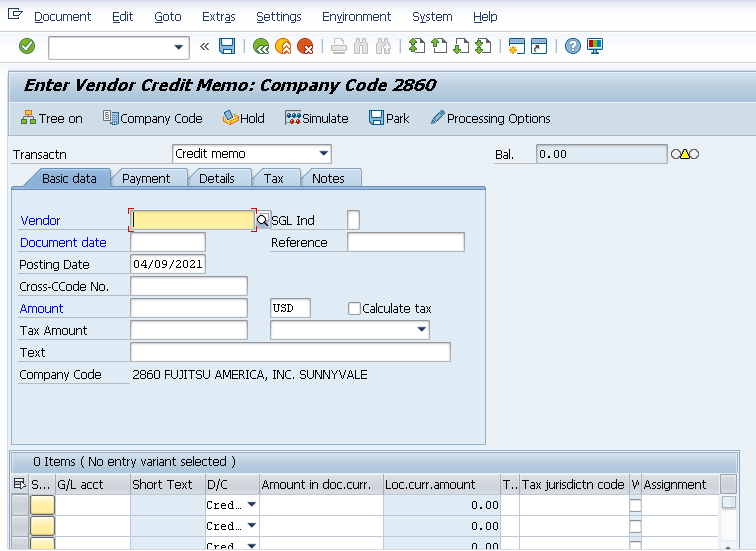 Document Edit Goto Extras Settings Environment System Help
Enter Vendor Credit Memo: Company Code 2860
Tree on Company Code Hold Simulate Park Processing Options
Transactn Credit memo Bal. 0.00
Basic data Payment Details Tax Notes
Vendor SGL Ind
Document date Reference
Posting Date 04/09/2021
Cross-CCode No.
Amount USD Calculate tax
Tax Amount
Text
Company Code 2860 FUJITSU AMERICA, INC. SUNNYVALE
0 Items ( No entry variant selected )
S... G/L acct Short Text D/C Amount in doc.curr. Loc.curr.amount T.. Tax jurisdictn code V Assignment
Cred… 0.00
Cred… 0.00
Cred… 0.00